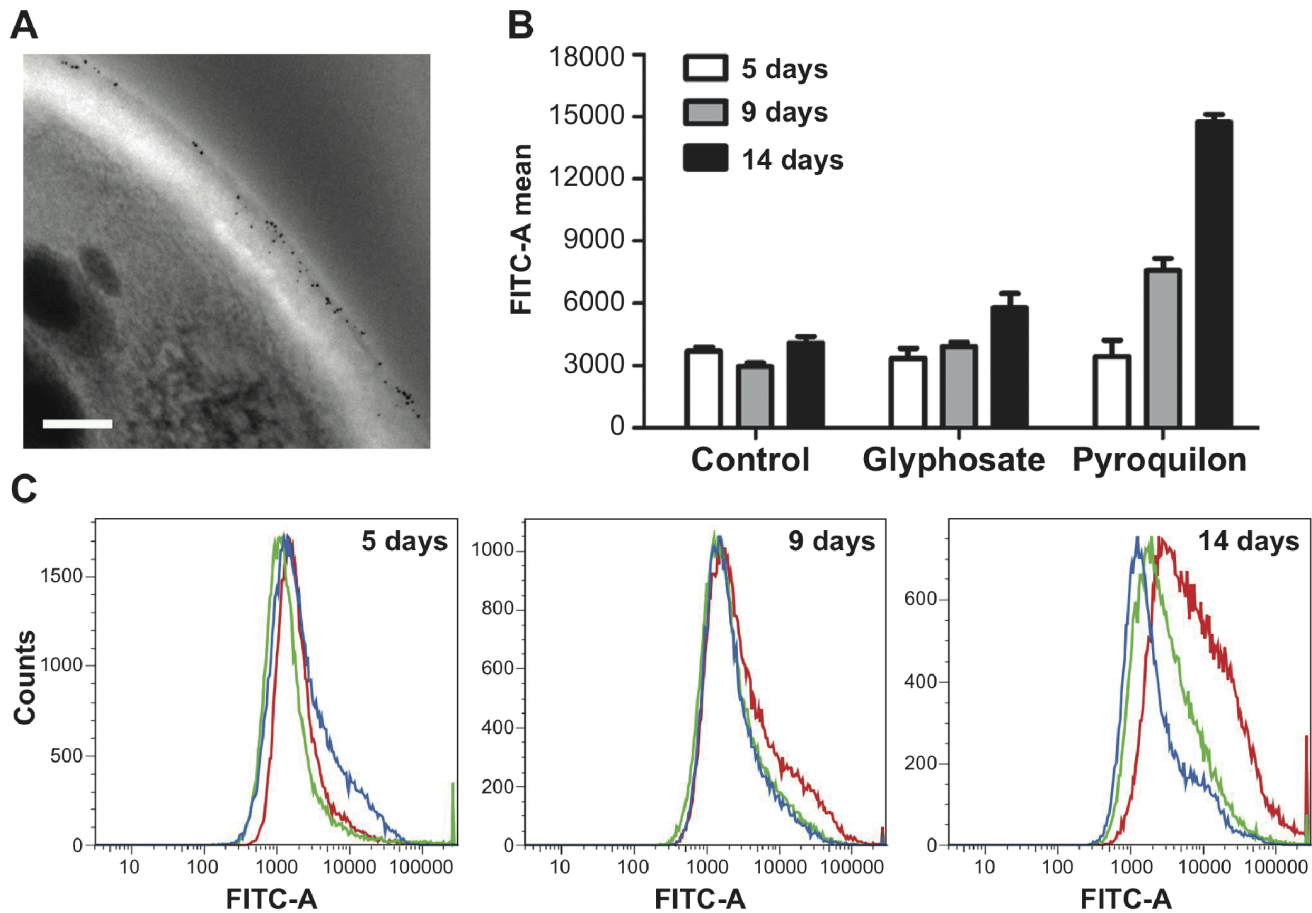 A
B
18000
15000
12000
9000
6000
3000
0
FITC-A mean
5 days
9 days
14 days
Control Glyphosate Pyroquilon
C
5 days
1500
1000
500
0
Counts
10 100 1000 10000 100000
FITC-A
9 days
1000
800
600
400
200
0
10 100 1000 10000 100000
FITC-A
14 days
600
400
200
0
10 100 1000 10000 100000
FITC-A